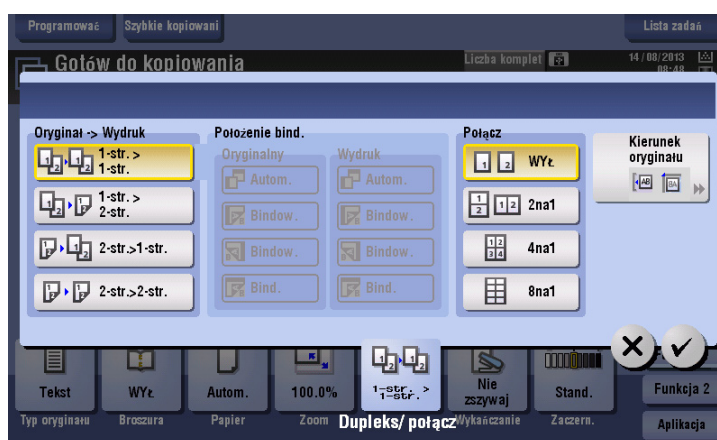 Programować
Szybkie kopiowani
Lista zadań
Gotów do kopiowania
Liczba komplet
14/08/2013
08:48
Oryginał -> Wydruk
Położenie bind.
Połącz
Oryginalny
Wydruk
Kierunek
oryginału
1-str. >
1-str.
Autom.
Autom.
WYŁ
1-str. >
2-str.
Bindow.
Bindow.
2na1
2-str.>1-str.
Bindow.
Bindow.
4na1
2-str.>2-str.
Bind.
Bind.
8na1
Tekst
WYŁ
Autom.
100.0%
1-str. >
1-str.
Nie
zszywaj
Stand.
Funkcja 2
Typ oryginału
Broszura
Papier
Zoom
Dupleks/ połącz
Wykańczanie
Zaczern.
Aplikacja